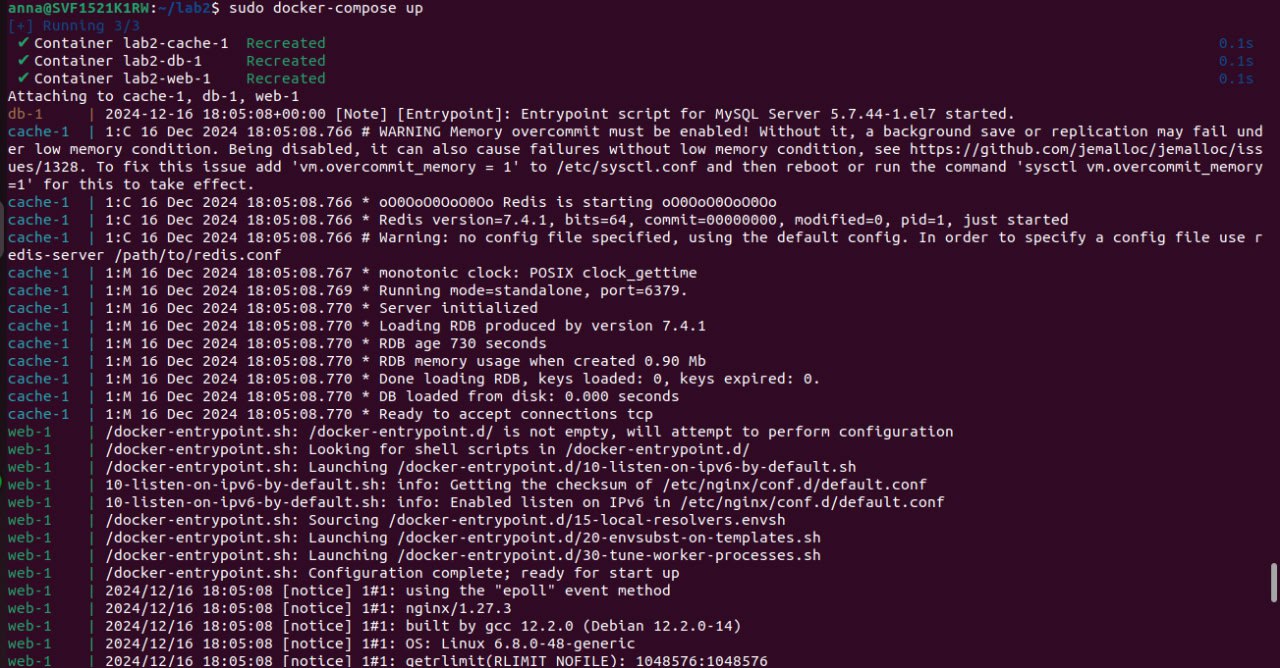 anna@SVF1521K1RW:~/lab2$ sudo docker-compose up
[+] Running 3/3
✔ Container lab2-cache-1  Recreated 0.1s
✔ Container lab2-db-1     Recreated 0.1s
✔ Container lab2-web-1    Recreated 0.1s
Attaching to cache-1, db-1, web-1
db-1     | 2024-12-16 18:05:08+00:00 [Note] [Entrypoint]: Entrypoint script for MySQL Server 5.7.44-1.el7 started.
cache-1  | 1:C 16 Dec 2024 18:05:08.766 # WARNING Memory overcommit must be enabled! Without it, a background save or replication may fail und
er low memory condition. Being disabled, it can also cause failures without low memory condition, see https://github.com/jemalloc/jemalloc/iss
ues/1328. To fix this issue add 'vm.overcommit_memory = 1' to /etc/sysctl.conf and then reboot or run the command 'sysctl vm.overcommit_memory
=1' for this to take effect.
cache-1  | 1:C 16 Dec 2024 18:05:08.766 * oO0OoO0OoO0Oo Redis is starting oO0OoO0OoO0Oo
cache-1  | 1:C 16 Dec 2024 18:05:08.766 * Redis version=7.4.1, bits=64, commit=00000000, modified=0, pid=1, just started
cache-1  | 1:C 16 Dec 2024 18:05:08.766 # Warning: no config file specified, using the default config. In order to specify a config file use r
edis-server /path/to/redis.conf
cache-1  | 1:M 16 Dec 2024 18:05:08.767 * monotonic clock: POSIX clock_gettime
cache-1  | 1:M 16 Dec 2024 18:05:08.769 * Running mode=standalone, port=6379.
cache-1  | 1:M 16 Dec 2024 18:05:08.770 * Server initialized
cache-1  | 1:M 16 Dec 2024 18:05:08.770 * Loading RDB produced by version 7.4.1
cache-1  | 1:M 16 Dec 2024 18:05:08.770 * RDB age 730 seconds
cache-1  | 1:M 16 Dec 2024 18:05:08.770 * RDB memory usage when created 0.90 Mb
cache-1  | 1:M 16 Dec 2024 18:05:08.770 * Done loading RDB, keys loaded: 0, keys expired: 0.
cache-1  | 1:M 16 Dec 2024 18:05:08.770 * DB loaded from disk: 0.000 seconds
cache-1  | 1:M 16 Dec 2024 18:05:08.770 * Ready to accept connections tcp
web-1    | /docker-entrypoint.sh: /docker-entrypoint.d/ is not empty, will attempt to perform configuration
web-1    | /docker-entrypoint.sh: Looking for shell scripts in /docker-entrypoint.d/
web-1    | /docker-entrypoint.sh: Launching /docker-entrypoint.d/10-listen-on-ipv6-by-default.sh
web-1    | 10-listen-on-ipv6-by-default.sh: info: Getting the checksum of /etc/nginx/conf.d/default.conf
web-1    | 10-listen-on-ipv6-by-default.sh: info: Enabled listen on IPv6 in /etc/nginx/conf.d/default.conf
web-1    | /docker-entrypoint.sh: Sourcing /docker-entrypoint.d/15-local-resolvers.envsh
web-1    | /docker-entrypoint.sh: Launching /docker-entrypoint.d/20-envsubst-on-templates.sh
web-1    | /docker-entrypoint.sh: Launching /docker-entrypoint.d/30-tune-worker-processes.sh
web-1    | /docker-entrypoint.sh: Configuration complete; ready for start up
web-1    | 2024/12/16 18:05:08 [notice] 1#1: using the "epoll" event method
web-1    | 2024/12/16 18:05:08 [notice] 1#1: nginx/1.27.3
web-1    | 2024/12/16 18:05:08 [notice] 1#1: built by gcc 12.2.0 (Debian 12.2.0-14)
web-1    | 2024/12/16 18:05:08 [notice] 1#1: OS: Linux 6.8.0-48-generic
web-1    | 2024/12/16 18:05:08 [notice] 1#1: getrlimit(RLIMIT_NOFILE): 1048576:1048576